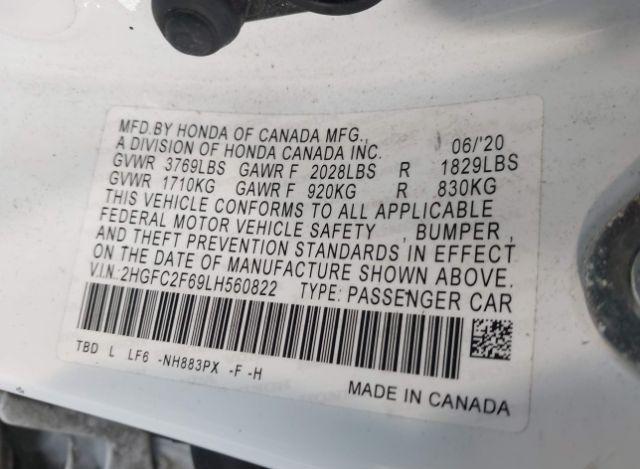 MFD.BY HONDA OF CANADA MFG., 06/'20
A DIVISION OF HONDA CANADA INC.
GVWR 3769LBS GAWR F 2028LBS R 1829LBS
GVWR 1710KG GAWR F 920KG R 830KG
THIS VEHICLE CONFORMS TO ALL APPLICABLE
FEDERAL MOTOR VEHICLE SAFETY , BUMPER ,
AND THEFT PREVENTION STANDARDS IN EFFECT
ON THE DATE OF MANUFACTURE SHOWN ABOVE.
V.I.N.:2HGFC2F69LH560822 TYPE: PASSENGER CAR
TBD L LF6 -NH883PX -F -H
MADE IN CANADA